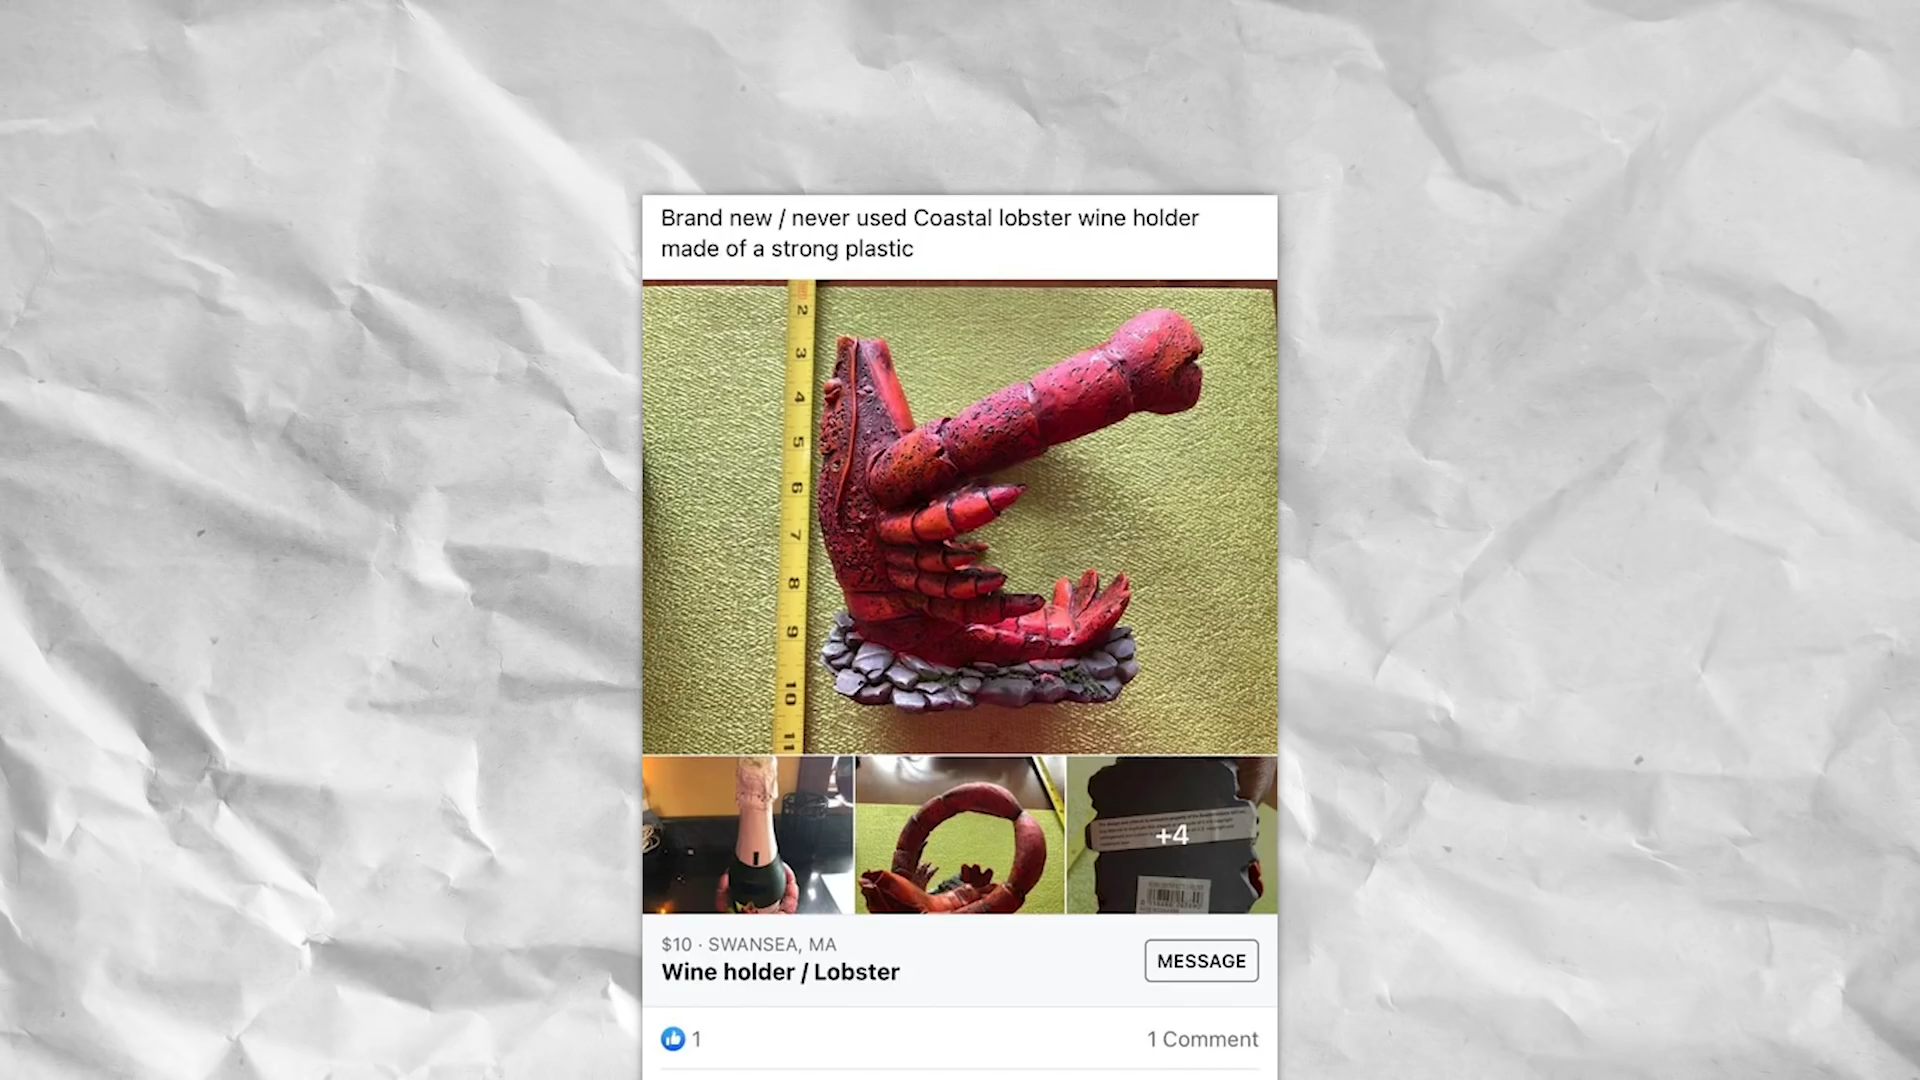 Brand new / never used Coastal lobster wine holder
made of a strong plastic
2
3
4
5
6
7
8
9
10
11
+4
$10 · SWANSEA, MA
Wine holder / Lobster
MESSAGE
1
1 Comment